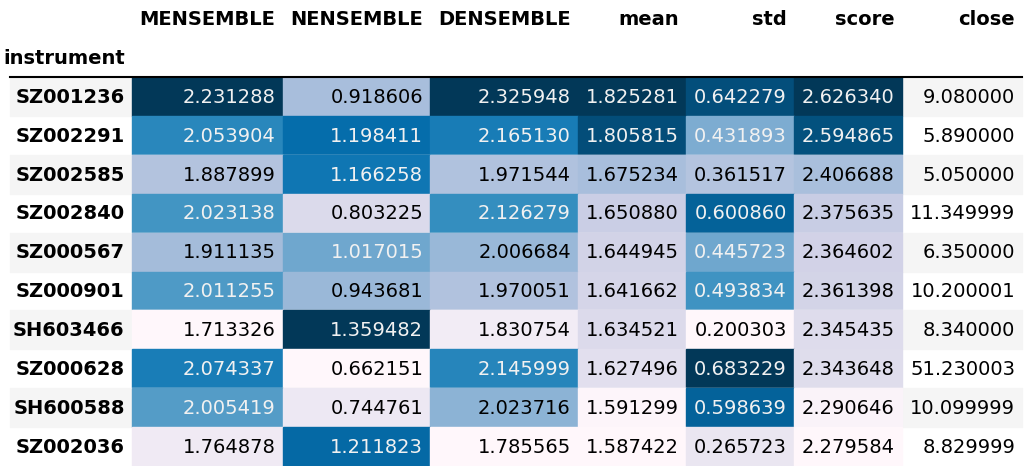 MENSEMBLE NENSEMBLE DENSEMBLE mean std score close
instrument
SZ001236 2.231288 0.918606 2.325948 1.825281 0.642279 2.626340 9.080000
SZ002291 2.053904 1.198411 2.165130 1.805815 0.431893 2.594865 5.890000
SZ002585 1.887899 1.166258 1.971544 1.675234 0.361517 2.406688 5.050000
SZ002840 2.023138 0.803225 2.126279 1.650880 0.600860 2.375635 11.349999
SZ000567 1.911135 1.017015 2.006684 1.644945 0.445723 2.364602 6.350000
SZ000901 2.011255 0.943681 1.970051 1.641662 0.493834 2.361398 10.200001
SH603466 1.713326 1.359482 1.830754 1.634521 0.200303 2.345435 8.340000
SZ000628 2.074337 0.662151 2.145999 1.627496 0.683229 2.343648 51.230003
SH600588 2.005419 0.744761 2.023716 1.591299 0.598639 2.290646 10.099999
SZ002036 1.764878 1.211823 1.785565 1.587422 0.265723 2.279584 8.829999